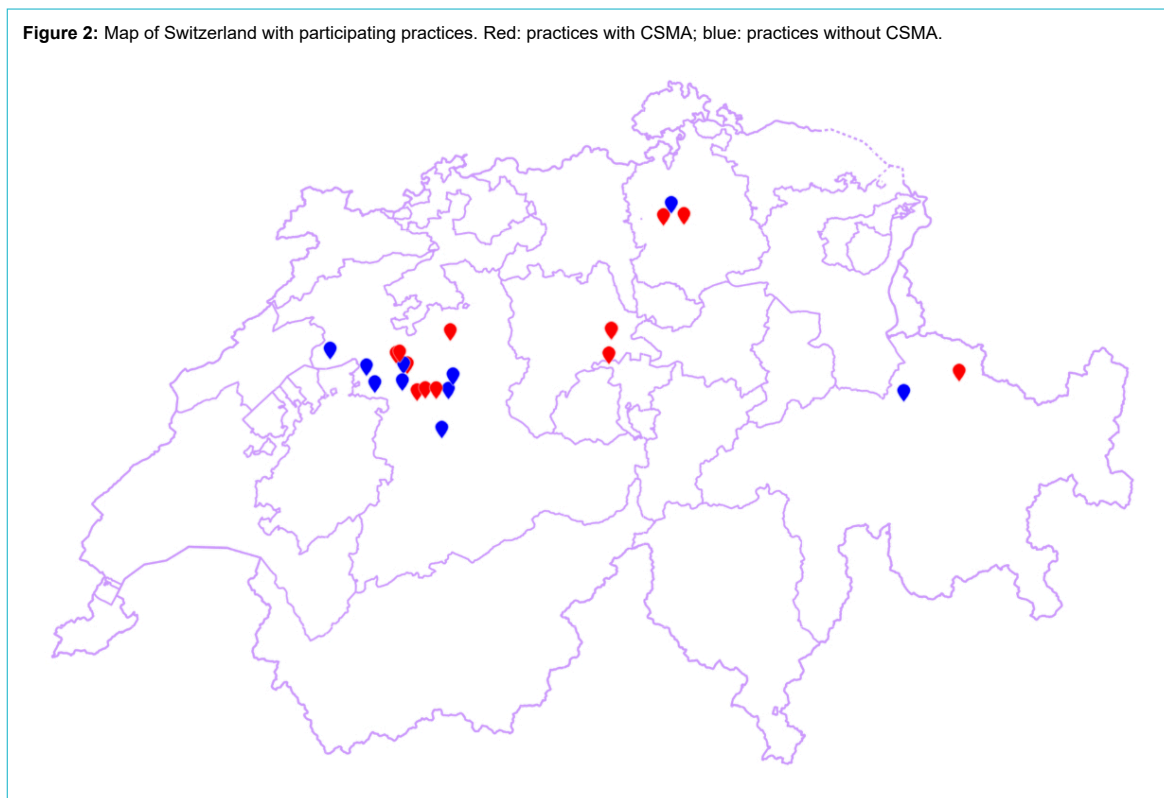 Figure 2: Map of Switzerland with participating practices. Red: practices with CSMA; blue: practices without CSMA.